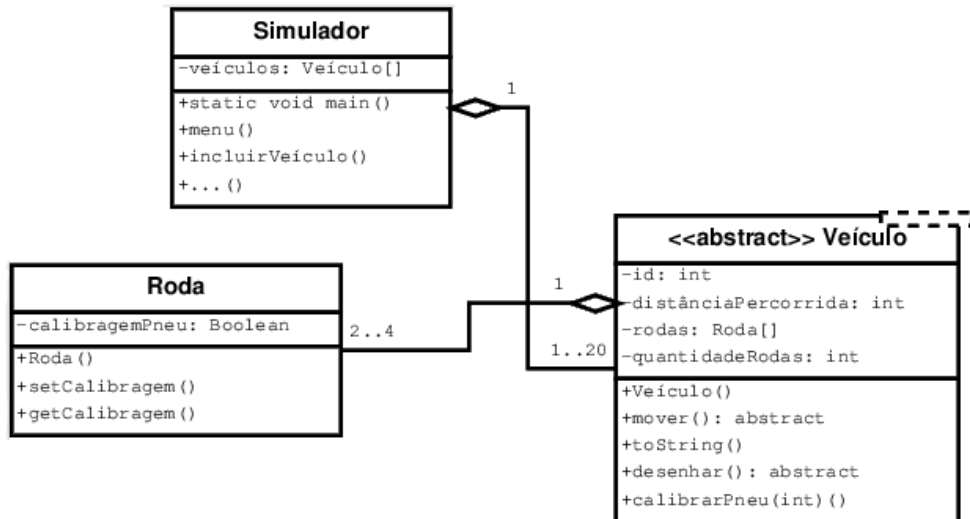 Simulador
-veículos: Veículo[]
+static void main()
+menu()
+incluirVeículo()
+...()
1
<<abstract>> Veículo
-id: int
-distânciaPercorrida: int
-rodas: Roda[]
-quantidadeRodas: int
+Veículo()
+mover(): abstract
+toString()
+desenhar(): abstract
+calibrarPneu(int)()
1
1..20
Roda
-calibragemPneu: Boolean
+Roda()
+setCalibragem()
+getCalibragem()
2..4